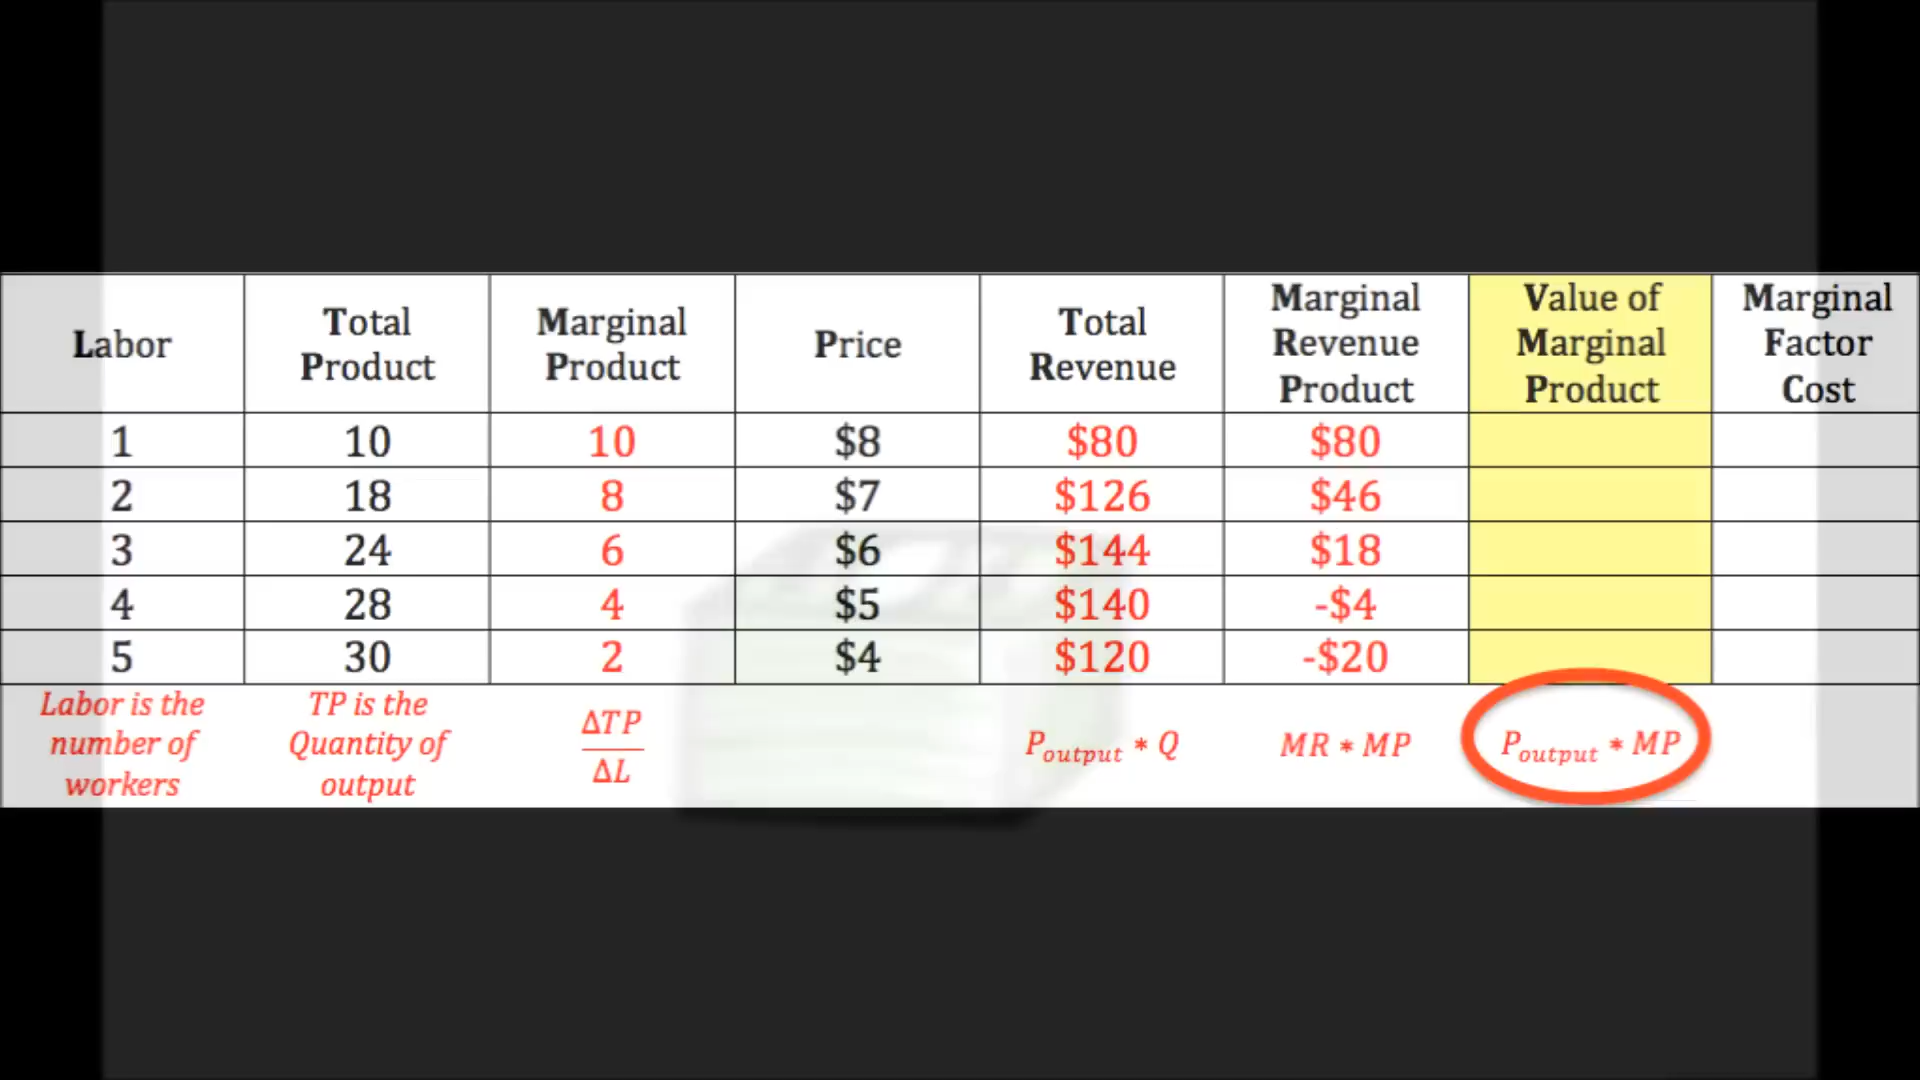 Labor Total Product Marginal Product Price Total Revenue Marginal Revenue Product Value of Marginal Product Marginal Factor Cost
1 10 10 $8 $80 $80
2 18 8 $7 $126 $46
3 24 6 $6 $144 $18
4 28 4 $5 $140 -$4
5 30 2 $4 $120 -$20
Labor is the number of workers
TP is the Quantity of output
ΔTP
ΔL
P_output * Q
MR * MP
P_output * MP